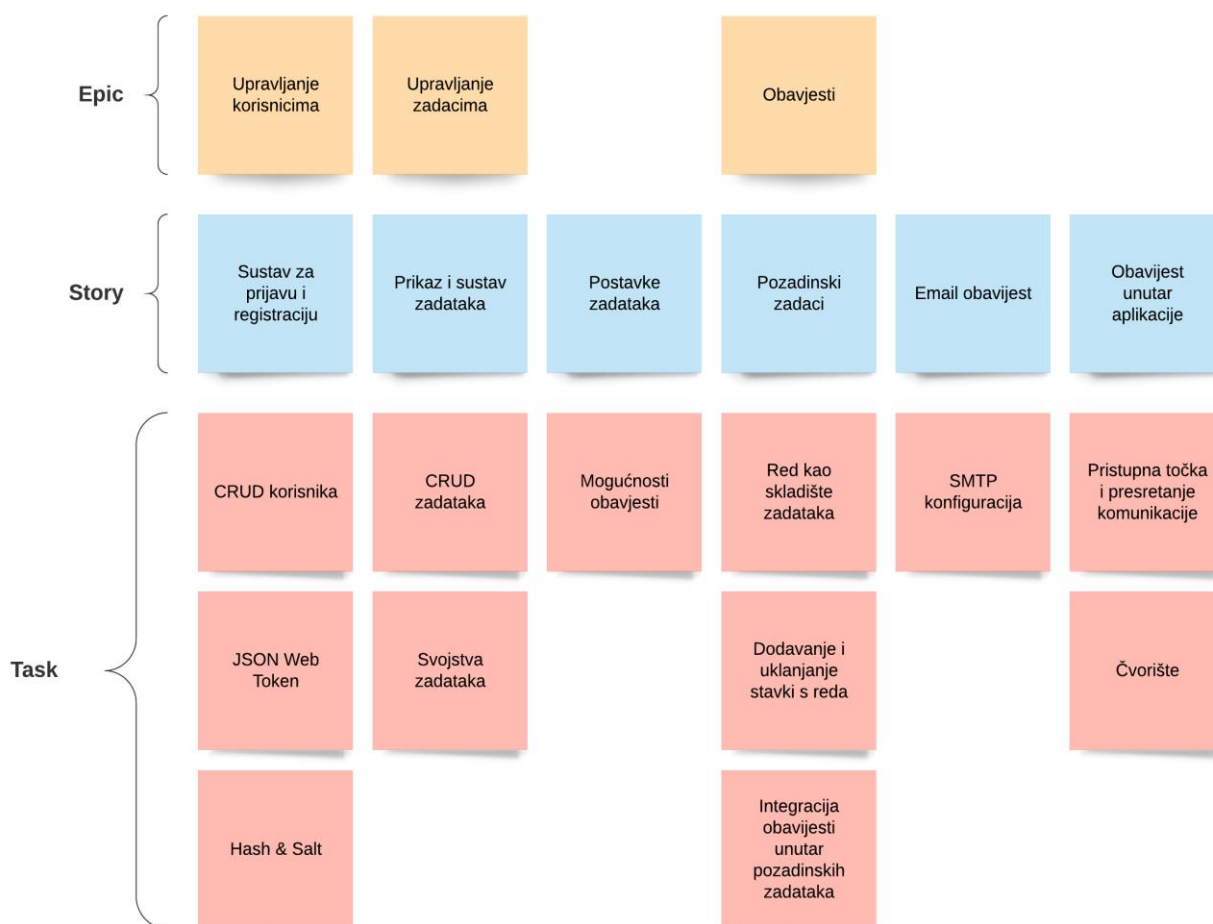 Epic
Upravljanje
korisnicima
Upravljanje
zadacima
Obavjesti
Story
Sustav za
prijavu i
registraciju
Prikaz i sustav
zadataka
Postavke
zadataka
Pozadinski
zadaci
Email obavijest
Obavijest
unutar
aplikacije
Task
CRUD korisnika
CRUD
zadataka
Mogućnosti
obavjesti
Red kao
skladište
zadataka
SMTP
konfiguracija
Pristupna točka
i presretanje
komunikacije
JSON Web
Token
Svojstva
zadataka
Dodavanje i
uklanjanje
stavki s reda
Čvorište
Hash & Salt
Integracija
obavijesti
unutar
pozadinskih
zadataka